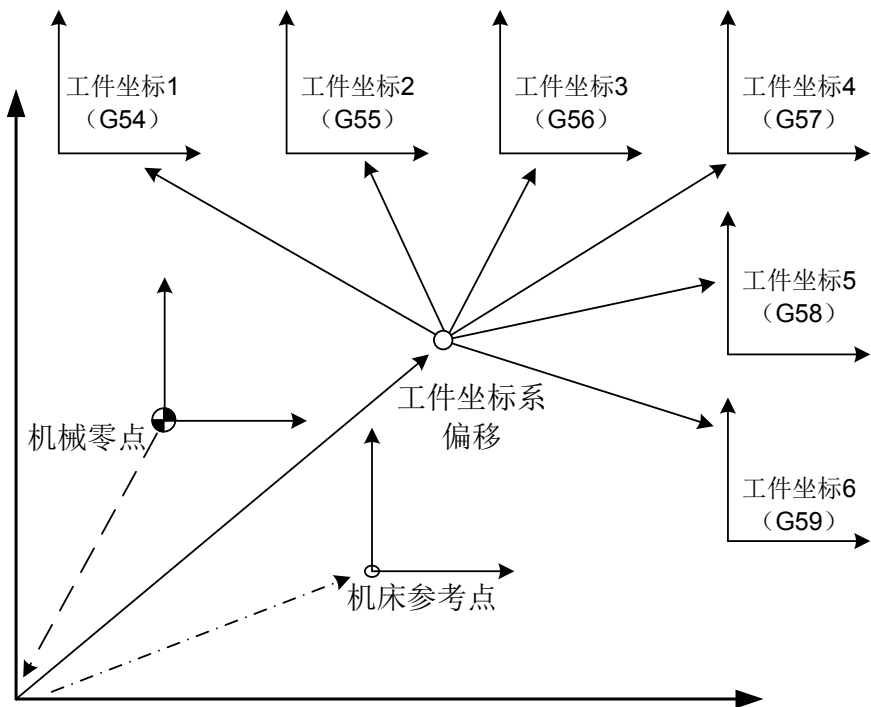 工件坐标1
（G54）
工件坐标2
（G55）
工件坐标3
（G56）
工件坐标4
（G57）
工件坐标5
（G58）
工件坐标系
偏移
机械零点
工件坐标6
（G59）
机床参考点